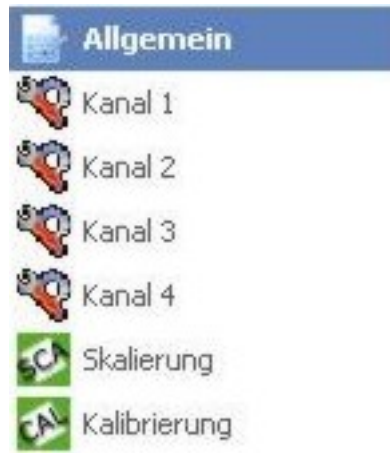 Allgemein
Kanal 1
Kanal 2
Kanal 3
Kanal 4
SCA Skalierung
CAL Kalibrierung